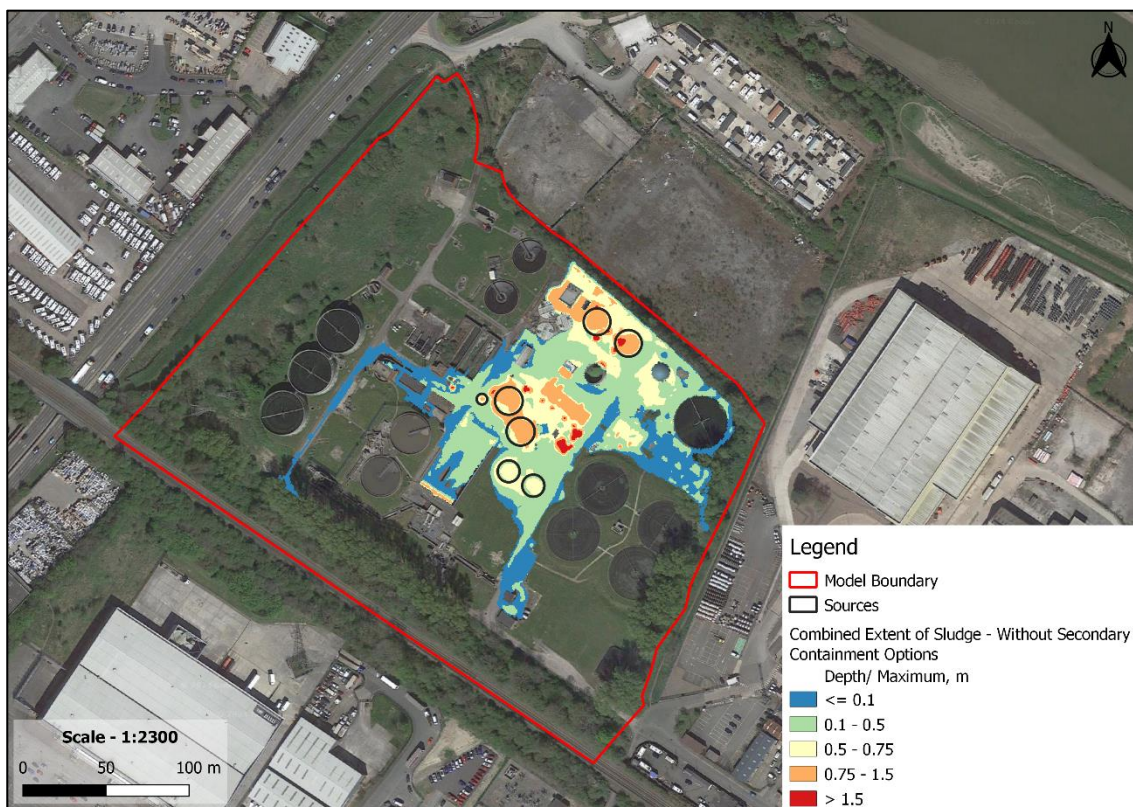 N
Legend
Model Boundary
Sources
Combined Extent of Sludge - Without Secondary
Containment Options
Depth/ Maximum, m
<= 0.1
0.1 - 0.5
0.5 - 0.75
0.75 - 1.5
> 1.5
Scale - 1:2300
0 50 100 m